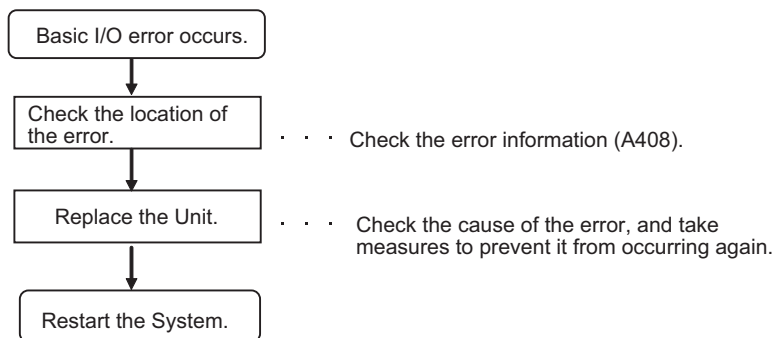 Basic I/O error occurs.
Check the location of
the error.
· · · Check the error information (A408).
Replace the Unit.
· · · Check the cause of the error, and take
measures to prevent it from occurring again.
Restart the System.